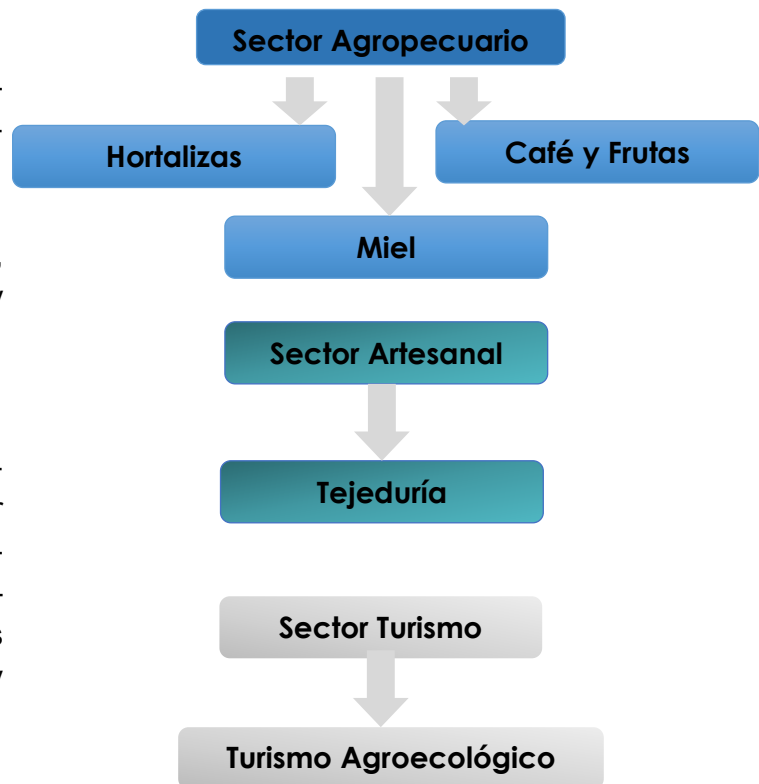 Sector Agropecuario
Hortalizas
Café y Frutas
Miel
Sector Artesanal
Tejeduría
Sector Turismo
Turismo Agroecológico